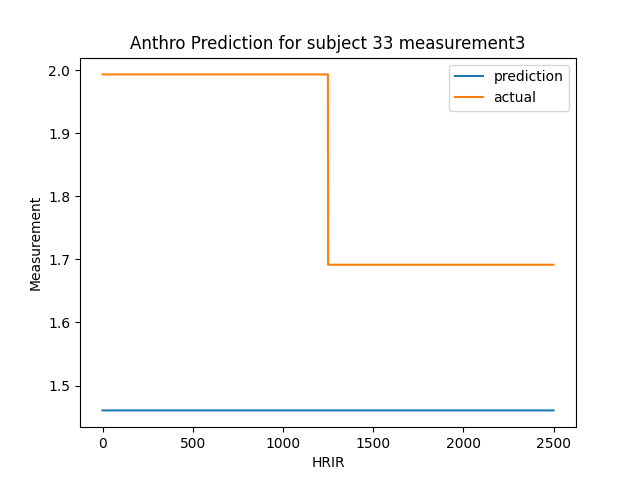 Anthro Prediction for subject 33 measurement3
prediction
actual
2.0
1.9
1.8
1.7
1.6
1.5
Measurement
0 500 1000 1500 2000 2500
HRIR